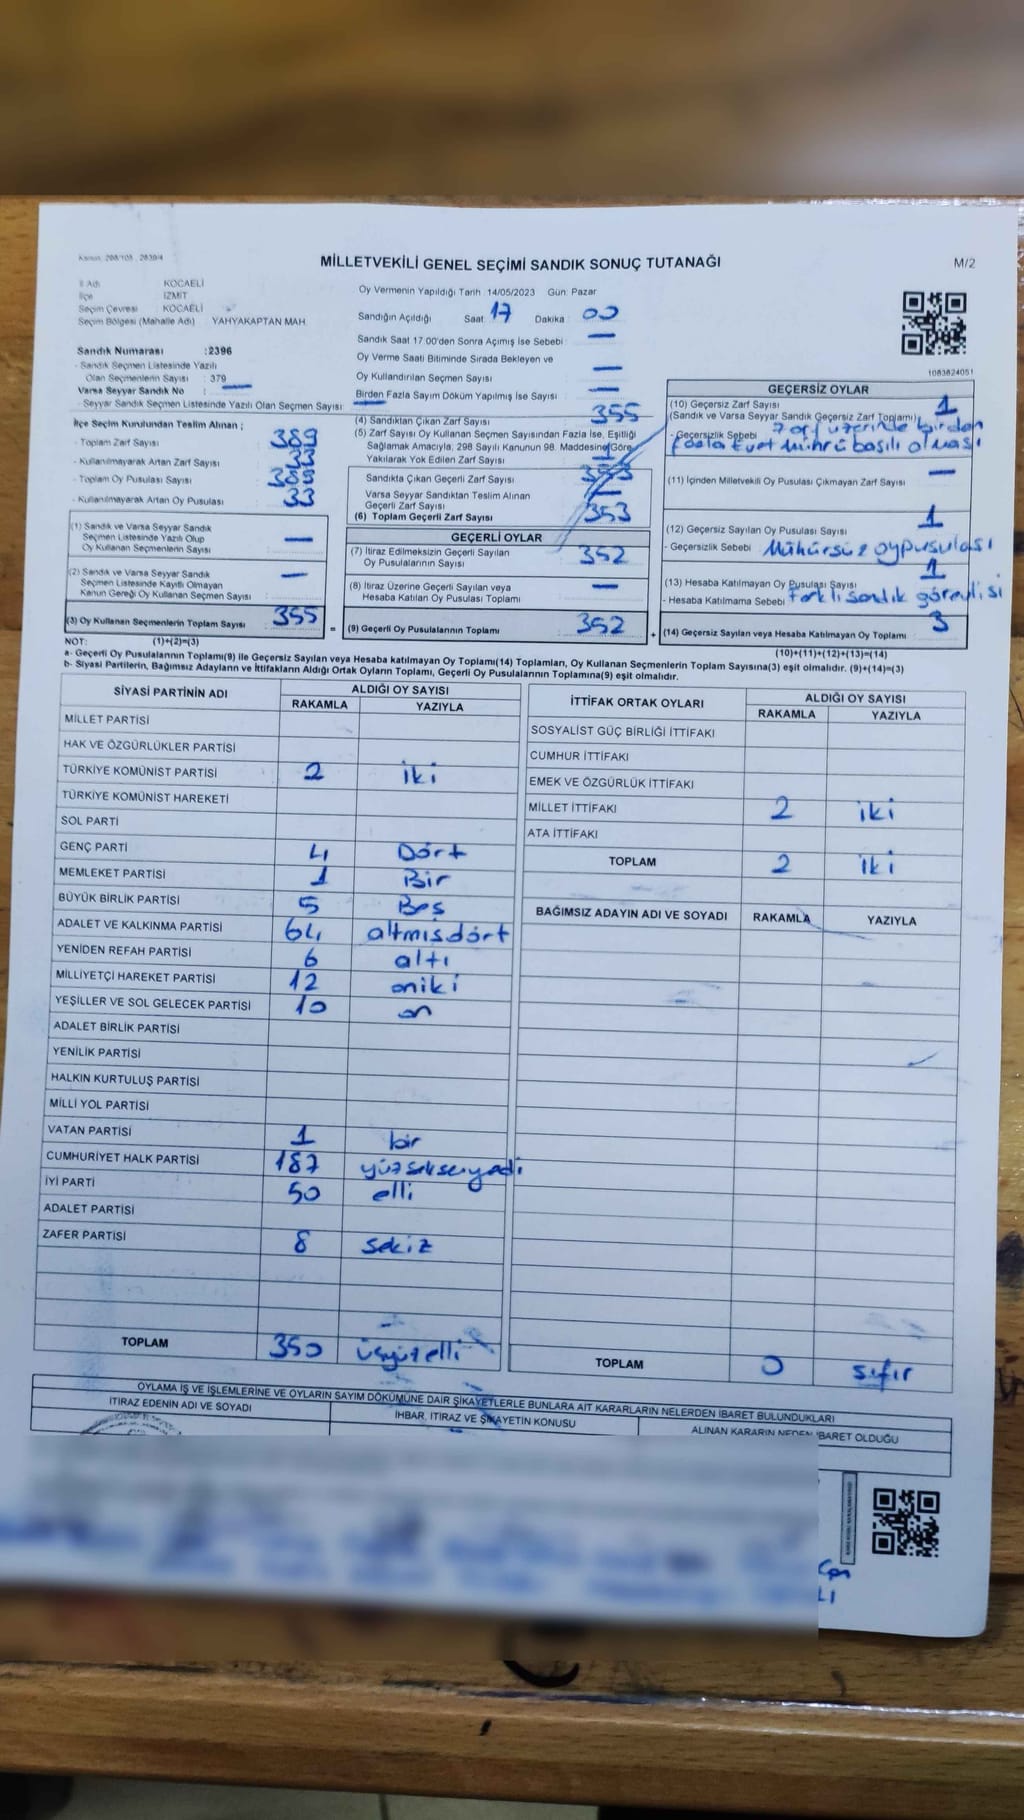 Kanun: 298/105 , 2839/4
MİLLETVEKİLİ GENEL SEÇİMİ SANDIK SONUÇ TUTANAĞI
M/2
İl Adı KOCAELİ
İlçe İZMİT
Seçim Çevresi KOCAELİ
Seçim Bölgesi (Mahalle Adı) YAHYAKAPTAN MAH
Sandık Numarası :2396
- Sandık Seçmen Listesinde Yazılı
Olan Seçmenlerin Sayısı : 379
Varsa Seyyar Sandık No : —
- Seyyar Sandık Seçmen Listesinde Yazılı Olan Seçmen Sayısı: —
İlçe Seçim Kurulundan Teslim Alınan ;
- Toplam Zarf Sayısı :
- Kullanılmayarak Artan Zarf Sayısı :
- Toplam Oy Pusulası Sayısı :
- Kullanılmayarak Artan Oy Pusulası : 33
(1) Sandık ve Varsa Seyyar Sandık
Seçmen Listesinde Yazılı Olup
Oy Kullanan Seçmenlerin Sayısı : —
(2) Sandık ve Varsa Seyyar Sandık
Seçmen Listesinde Kayıtlı Olmayan
Kanun Gereği Oy Kullanan Seçmen Sayısı : —
(3) Oy Kullanan Seçmenlerin Toplam Sayısı : 355
Oy Vermenin Yapıldığı Tarih :14/05/2023 Gün: Pazar
Sandığın Açıldığı Saat: 17 Dakika : 00
Sandık Saat 17:00'den Sonra Açımış İse Sebebi : —
Oy Verme Saati Bitiminde Sırada Bekleyen ve
Oy Kullandırılan Seçmen Sayısı : —
Birden Fazla Sayım Döküm Yapılmış İse Sayısı : —
(4) Sandıktan Çıkan Zarf Sayısı : 355
(5) Zarf Sayısı Oy Kullanan Seçmen Sayısından Fazla İse, Eşitliği
Sağlamak Amacıyla, 298 Sayılı Kanunun 98. Maddesine Göre
Yakılarak Yok Edilen Zarf Sayısı :
Sandıkta Çıkan Geçerli Zarf Sayısı :
Varsa Seyyar Sandıktan Teslim Alınan
Geçerli Zarf Sayısı : —
(6) Toplam Geçerli Zarf Sayısı : 353
GEÇERLİ OYLAR
(7) İtiraz Edilmeksizin Geçerli Sayılan
Oy Pusulalarının Sayısı : 352
(8) İtiraz Üzerine Geçerli Sayılan veya
Hesaba Katılan Oy Pusulası Toplamı : —
= (9) Geçerli Oy Pusulalarının Toplamı : 352 +
1083824051
GEÇERSİZ OYLAR
(10) Geçersiz Zarf Sayısı
(Sandık ve Varsa Seyyar Sandık Geçersiz Zarf Toplamı) : 1
- Geçersizlik Sebebi : Zarf üzerinde birden
fazla Evet mührü basılı olması
(11) İçinden Milletvekili Oy Pusulası Çıkmayan Zarf Sayısı : —
(12) Geçersiz Sayılan Oy Pusulası Sayısı : 1
- Geçersizlik Sebebi : Mühürsüz oypusulası
(13) Hesaba Katılmayan Oy Pusulası Sayısı : 1
- Hesaba Katılmama Sebebi : Farklı sandık görevlisi
(14) Geçersiz Sayılan veya Hesaba Katılmayan Oy Toplamı : 3
NOT: (1)+(2)=(3) (10)+(11)+(12)+(13)=(14)
a- Geçerli Oy Pusulalarının Toplamı(9) ile Geçersiz Sayılan veya Hesaba katılmayan Oy Toplamı(14) Toplamları, Oy Kullanan Seçmenlerin Toplam Sayısına(3) eşit olmalıdır. (9)+(14)=(3)
b- Siyasi Partilerin, Bağımsız Adayların ve İttifakların Aldığı Ortak Oyların Toplamı, Geçerli Oy Pusulalarının Toplamına(9) eşit olmalıdır.
SİYASİ PARTİNİN ADI ALDIĞI OY SAYISI
RAKAMLA YAZIYLA
MİLLET PARTİSİ
HAK VE ÖZGÜRLÜKLER PARTİSİ
TÜRKİYE KOMÜNİST PARTİSİ 2 iki
TÜRKİYE KOMÜNİST HAREKETİ
SOL PARTİ
GENÇ PARTİ 4 Dört
MEMLEKET PARTİSİ 1 Bir
BÜYÜK BİRLİK PARTİSİ 5 Beş
ADALET VE KALKINMA PARTİSİ 64 altmışdört
YENİDEN REFAH PARTİSİ 6 altı
MİLLİYETÇİ HAREKET PARTİSİ 12 oniki
YEŞİLLER VE SOL GELECEK PARTİSİ 10 on
ADALET BİRLİK PARTİSİ
YENİLİK PARTİSİ
HALKIN KURTULUŞ PARTİSİ
MİLLİ YOL PARTİSİ
VATAN PARTİSİ 1 bir
CUMHURİYET HALK PARTİSİ 187 yüzseksenyedi
İYİ PARTİ 50 elli
ADALET PARTİSİ
ZAFER PARTİSİ 8 sekiz
TOPLAM 350 üçyüzelli
İTTİFAK ORTAK OYLARI ALDIĞI OY SAYISI
RAKAMLA YAZIYLA
SOSYALİST GÜÇ BİRLİĞİ İTTİFAKI
CUMHUR İTTİFAKI
EMEK VE ÖZGÜRLÜK İTTİFAKI
MİLLET İTTİFAKI 2 iki
ATA İTTİFAKI
TOPLAM 2 iki
BAĞIMSIZ ADAYIN ADI VE SOYADI RAKAMLA YAZIYLA
TOPLAM 0 sıfır
OYLAMA İŞ VE İŞLEMLERİNE VE OYLARIN SAYIM DÖKÜMÜNE DAİR ŞİKAYETLERLE BUNLARA AİT KARARLARIN NELERDEN İBARET BULUNDUKLARI
İTİRAZ EDENİN ADI VE SOYADI İHBAR, İTİRAZ VE ŞİKAYETİN KONUSU ALINAN KARARIN NEDEN İBARET OLDUĞU